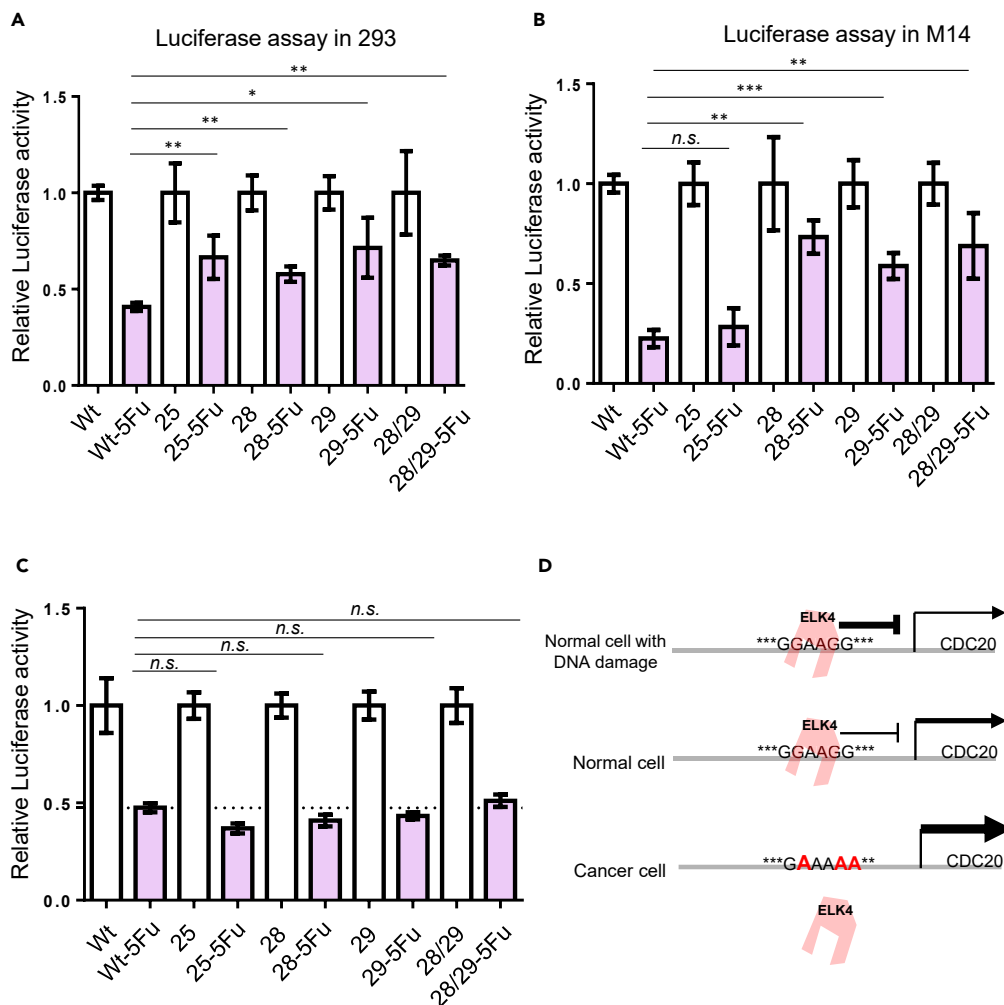 A
Luciferase assay in 293
**
*
**
**
Relative Luciferase activity
1.5
1.0
0.5
0.0
Wt
Wt-5Fu
25
25-5Fu
28
28-5Fu
29
29-5Fu
28/29
28/29-5Fu
B
Luciferase assay in M14
**
***
**
n.s.
Relative Luciferase activity
1.5
1.0
0.5
0.0
Wt
Wt-5Fu
25
25-5Fu
28
28-5Fu
29
29-5Fu
28/29
28/29-5Fu
C
n.s.
n.s.
n.s.
n.s.
Relative Luciferase activity
1.5
1.0
0.5
0.0
Wt
Wt-5Fu
25
25-5Fu
28
28-5Fu
29
29-5Fu
28/29
28/29-5Fu
D
Normal cell with
DNA damage
ELK4
***GGAAGG***
CDC20
Normal cell
ELK4
***GGAAGG***
CDC20
Cancer cell
***GAAAAA**
CDC20
ELK4